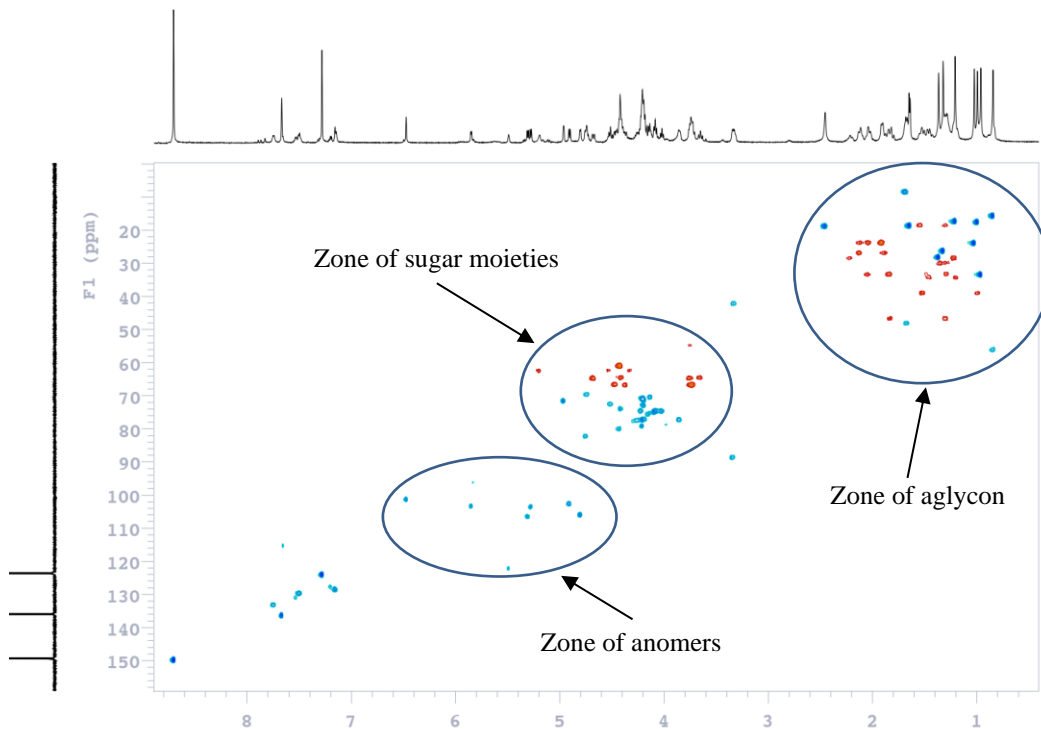 F1 (ppm)
20
30
40
50
60
70
80
90
100
110
120
130
140
150
Zone of sugar moieties
Zone of aglycon
Zone of anomers
8 7 6 5 4 3 2 1